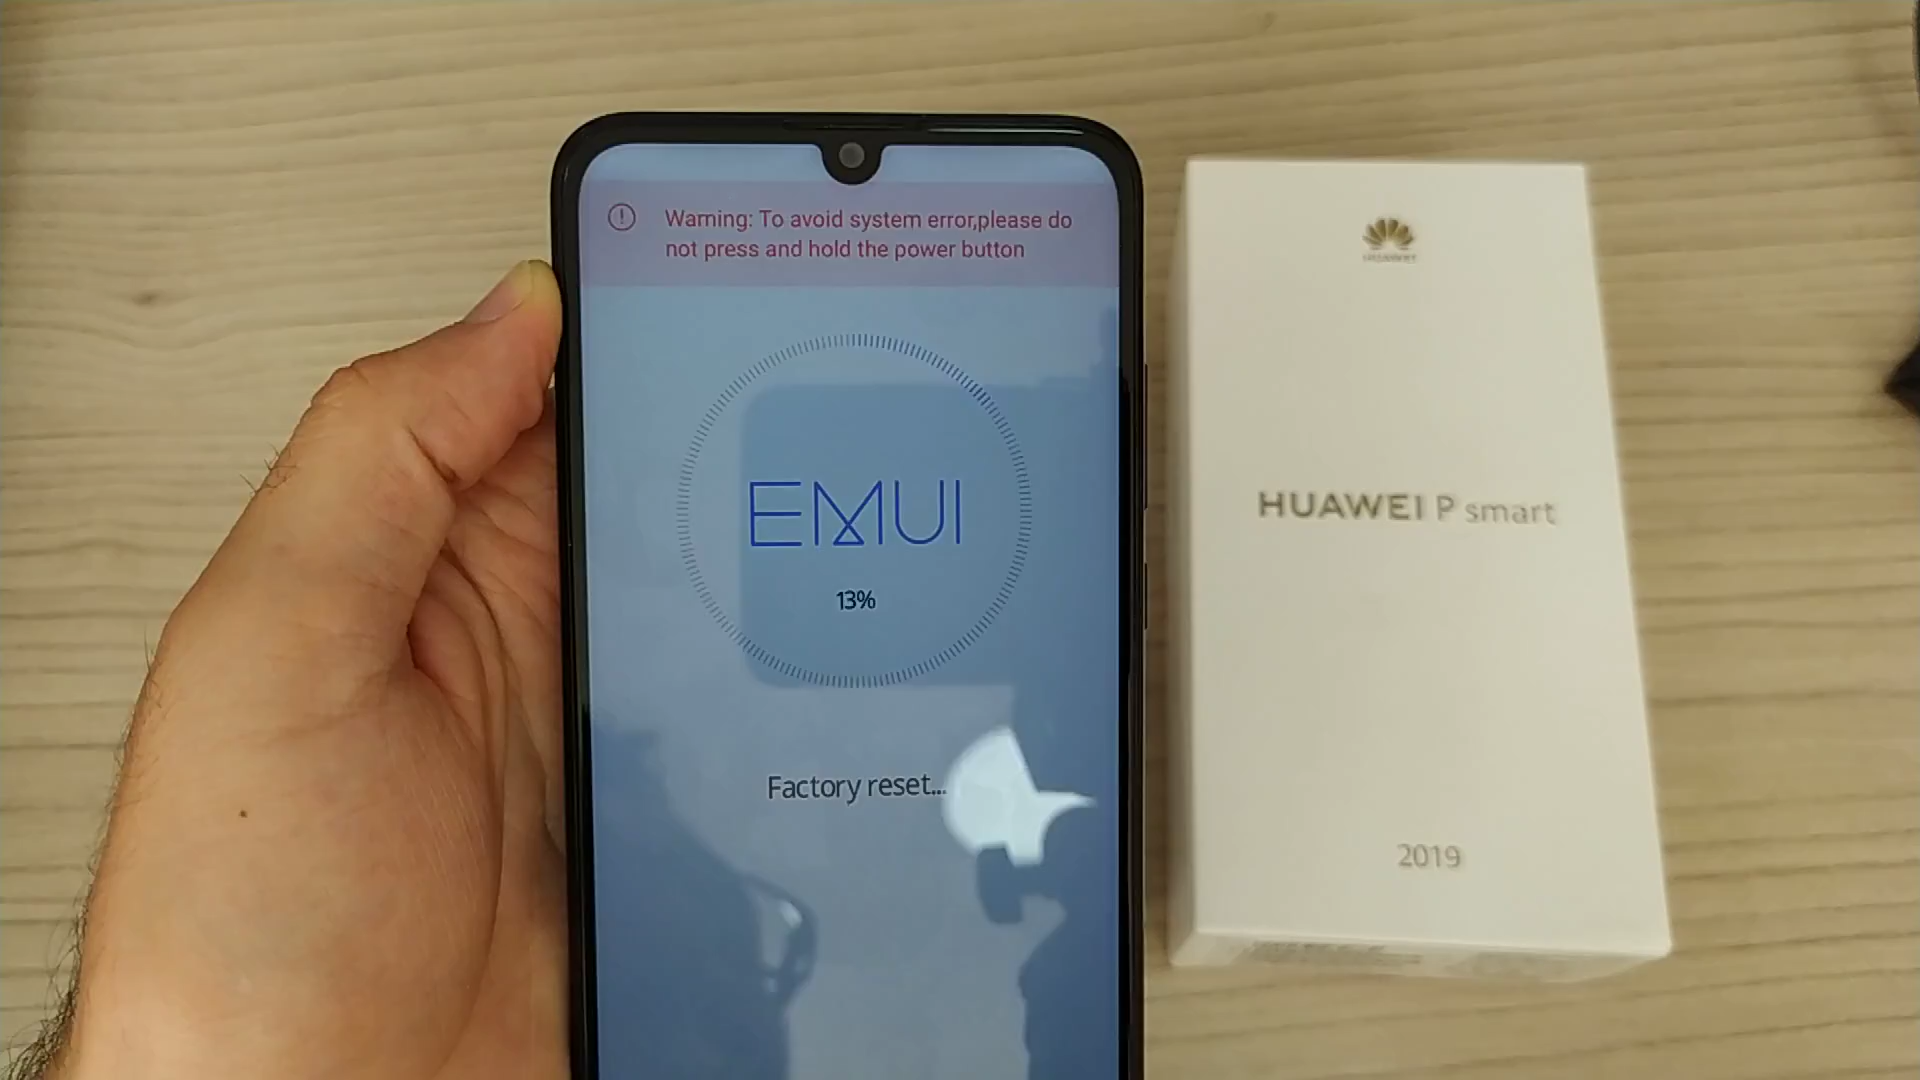 Warning: To avoid system error,please do
not press and hold the power button
EMUI
13%
Factory reset...
HUAWEI
HUAWEI P smart
2019